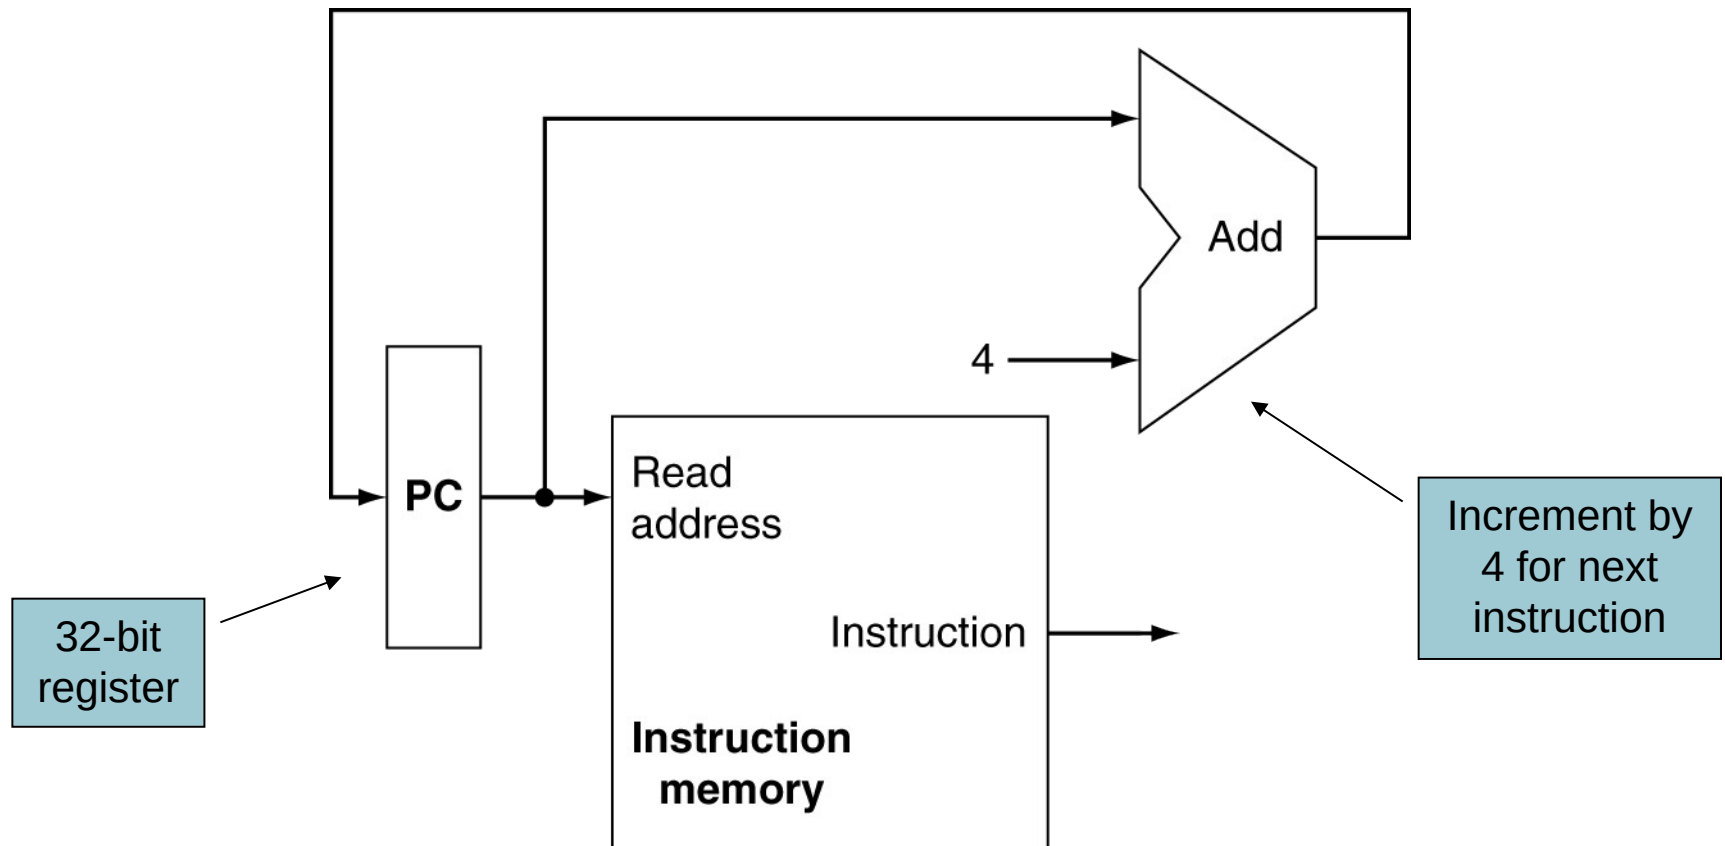 Add
4
PC
Read
address
Instruction
Instruction
memory
32-bit
register
Increment by
4 for next
instruction